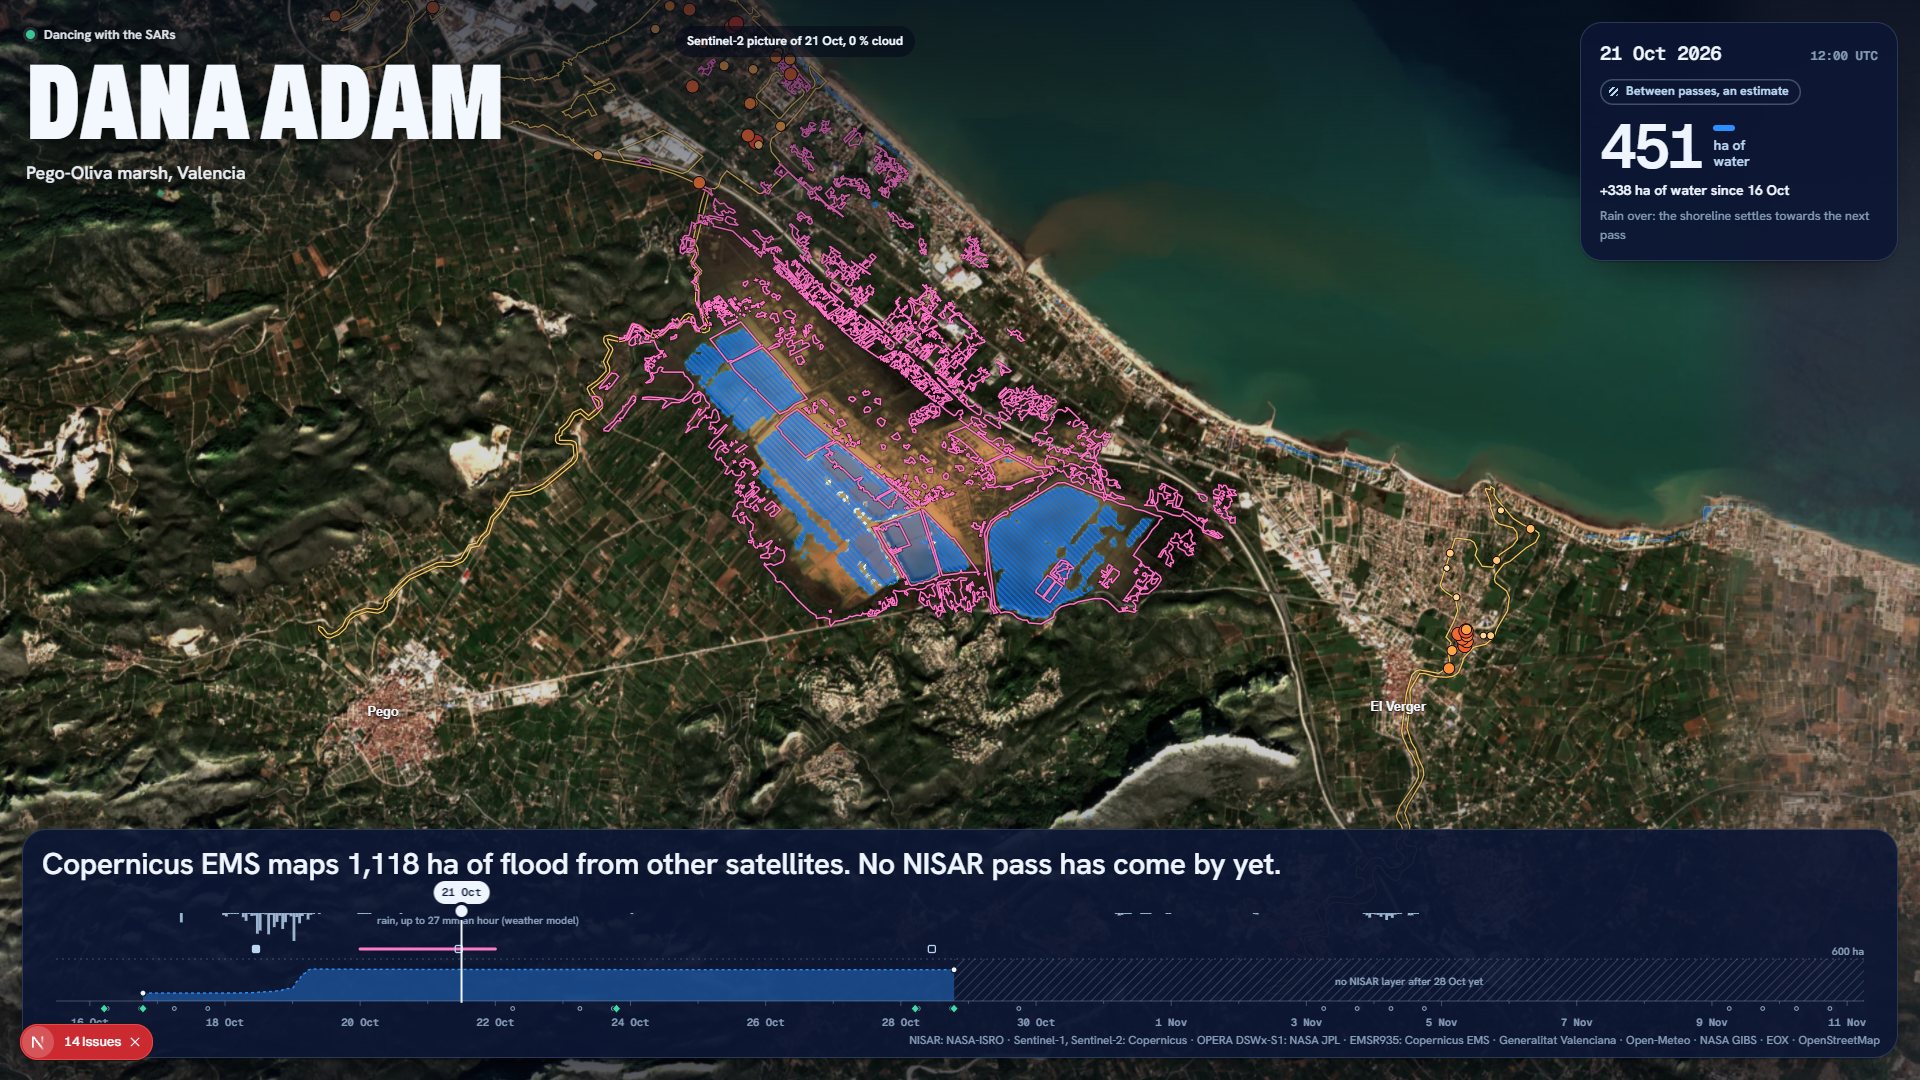 Dancing with the SARs
DANA ADAM
Pego-Oliva marsh, Valencia
Sentinel-2 picture of 21 Oct, 0 % cloud
21 Oct 2026
12:00 UTC
Between passes, an estimate
451
ha of
water
+338 ha of water since 16 Oct
Rain over: the shoreline settles towards the next
pass
Pego
El Verger
Copernicus EMS maps 1,118 ha of flood from other satellites. No NISAR pass has come by yet.
21 Oct
rain, up to 27 mm an hour (weather model)
600 ha
no NISAR layer after 28 Oct yet
16 Oct
18 Oct
20 Oct
22 Oct
24 Oct
26 Oct
28 Oct
30 Oct
1 Nov
3 Nov
5 Nov
7 Nov
9 Nov
11 Nov
N
14 Issues
NISAR: NASA-ISRO · Sentinel-1, Sentinel-2: Copernicus · OPERA DSWx-S1: NASA JPL · EMSR935: Copernicus EMS · Generalitat Valenciana · Open-Meteo · NASA GIBS · EOX · OpenStreetMap